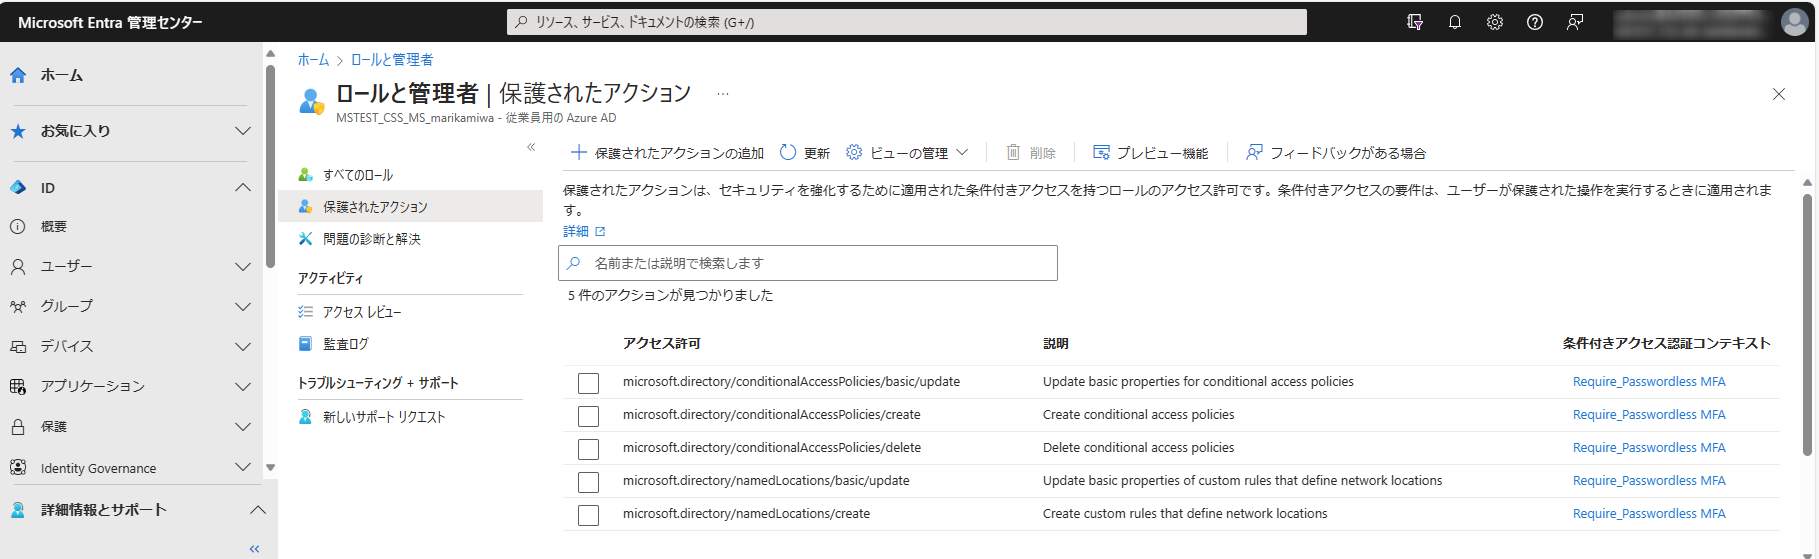 Microsoft Entra 管理センター
リソース、サービス、ドキュメントの検索 (G+/)
ホーム
お気に入り
ID
概要
ユーザー
グループ
デバイス
アプリケーション
保護
Identity Governance
詳細情報とサポート
ホーム > ロールと管理者
ロールと管理者 | 保護されたアクション ...
MSTEST_CSS_MS_marikamiwa - 従業員用の Azure AD
すべてのロール
保護されたアクション
問題の診断と解決
アクティビティ
アクセス レビュー
監査ログ
トラブルシューティング + サポート
新しいサポート リクエスト
保護されたアクションの追加 更新 ビューの管理 削除 プレビュー機能 フィードバックがある場合
保護されたアクションは、セキュリティを強化するために適用された条件付きアクセスを持つロールのアクセス許可です。条件付きアクセスの要件は、ユーザーが保護された操作を実行するときに適用されま
す。
詳細
名前または説明で検索します
5 件のアクションが見つかりました
アクセス許可 説明 条件付きアクセス認証コンテキスト
microsoft.directory/conditionalAccessPolicies/basic/update Update basic properties for conditional access policies Require_Passwordless MFA
microsoft.directory/conditionalAccessPolicies/create Create conditional access policies Require_Passwordless MFA
microsoft.directory/conditionalAccessPolicies/delete Delete conditional access policies Require_Passwordless MFA
microsoft.directory/namedLocations/basic/update Update basic properties of custom rules that define network locations Require_Passwordless MFA
microsoft.directory/namedLocations/create Create custom rules that define network locations Require_Passwordless MFA